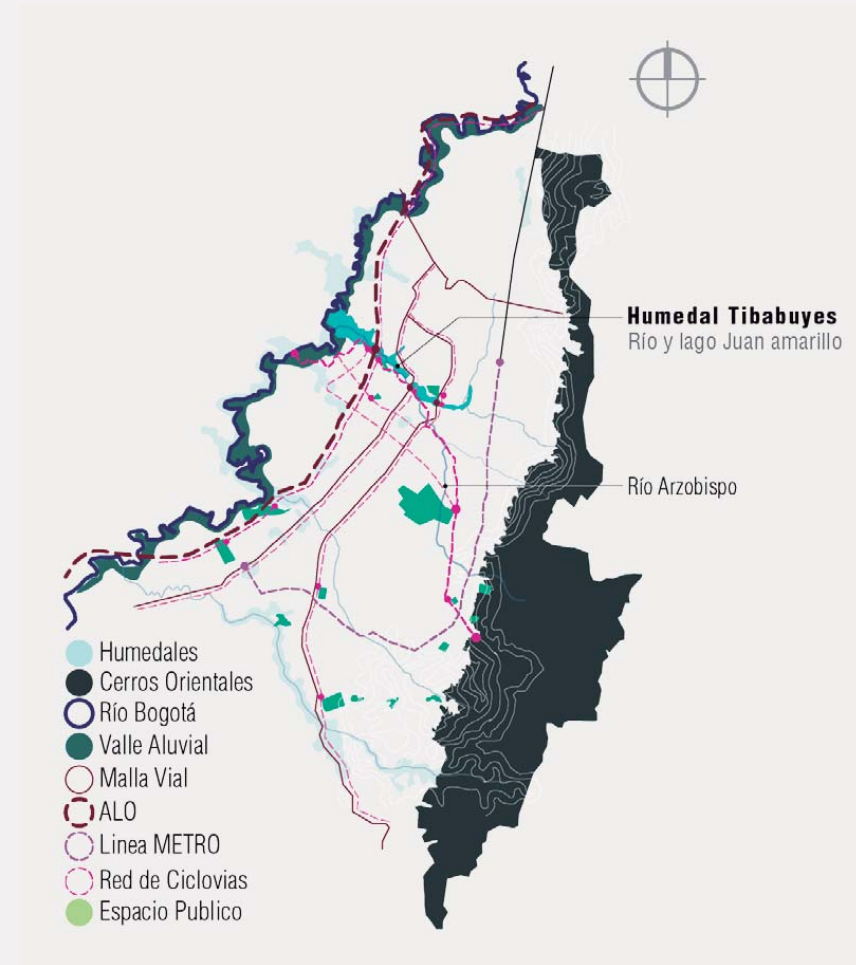 Humedal Tibabuyes
Río y lago Juan amarillo
Río Arzobispo
Humedales
Cerros Orientales
Río Bogotá
Valle Aluvial
Malla Vial
ALO
Linea METRO
Red de Ciclovias
Espacio Publico